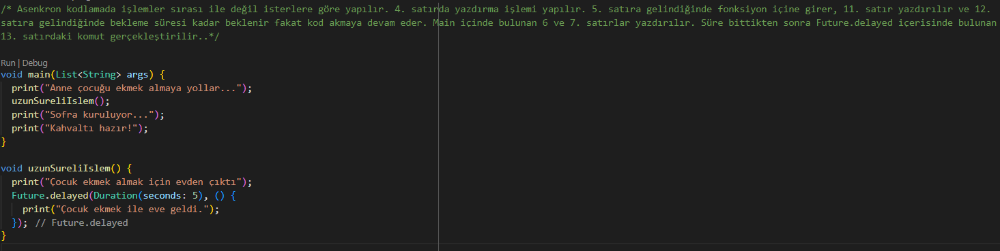 /* Asenkron kodlamada işlemler sırası ile değil isterlere göre yapılır. 4. satırda yazdırma işlemi yapılır. 5. satıra gelindiğinde fonksiyon içine girer, 11. satır yazdırılır ve 12.
satıra gelindiğinde bekleme süresi kadar beklenir fakat kod akmaya devam eder. Main içinde bulunan 6 ve 7. satırlar yazdırılır. Süre bittikten sonra Future.delayed içerisinde bulunan
13. satırdaki komut gerçekleştirilir..*/
Run | Debug
void main(List<String> args) {
  print("Anne çocuğu ekmek almaya yollar...");
  uzunSureliIslem();
  print("Sofra kuruluyor...");
  print("Kahvaltı hazır!");
}
void uzunSureliIslem() {
  print("Çocuk ekmek almak için evden çıktı");
  Future.delayed(Duration(seconds: 5), () {
    print("Çocuk ekmek ile eve geldi.");
  }); // Future.delayed
}